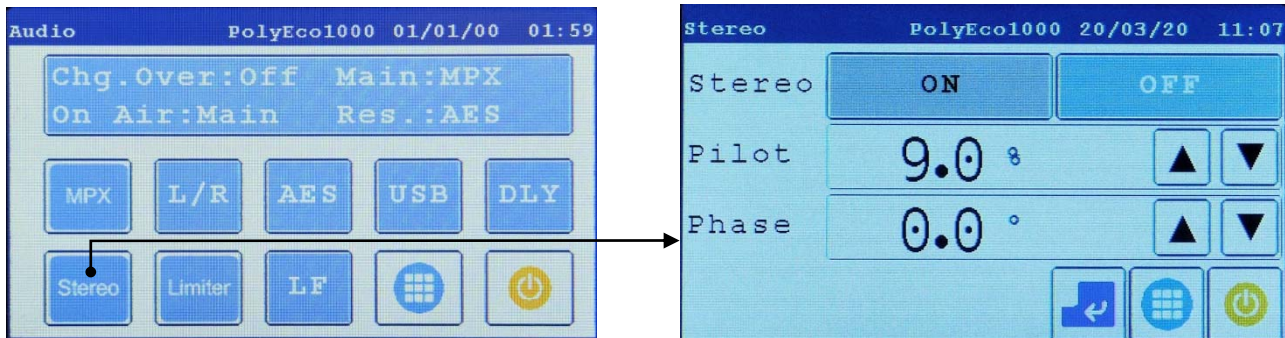 Audio PolyEco1000 01/01/00 01:59
Chg.Over:Off Main:MPX
On Air:Main Res.:AES
MPX L/R AES USB DLY
Stereo Limiter LF
Stereo PolyEco1000 20/03/20 11:07
Stereo ON OFF
Pilot 9.0 %
Phase 0.0 °